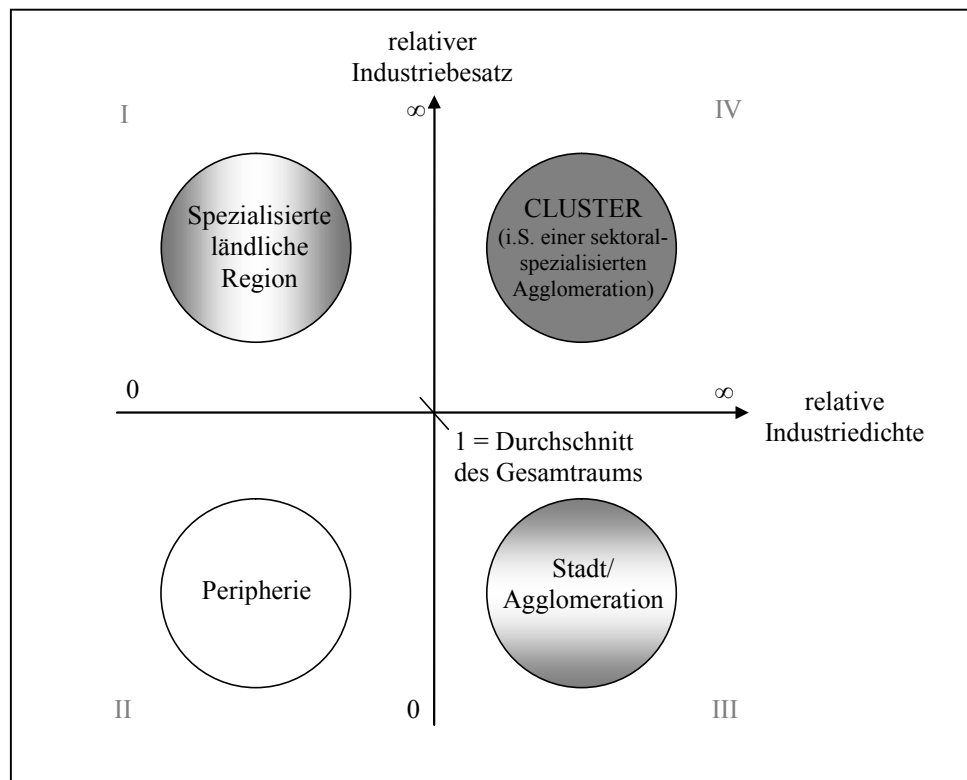 relativer
Industriebesatz
I
∞
IV
Spezialisierte
ländliche
Region
CLUSTER
(i.S. einer sektoral-
spezialisierten
Agglomeration)
0
∞
relative
Industriedichte
1 = Durchschnitt
des Gesamtraums
Peripherie
Stadt/
Agglomeration
II
0
III